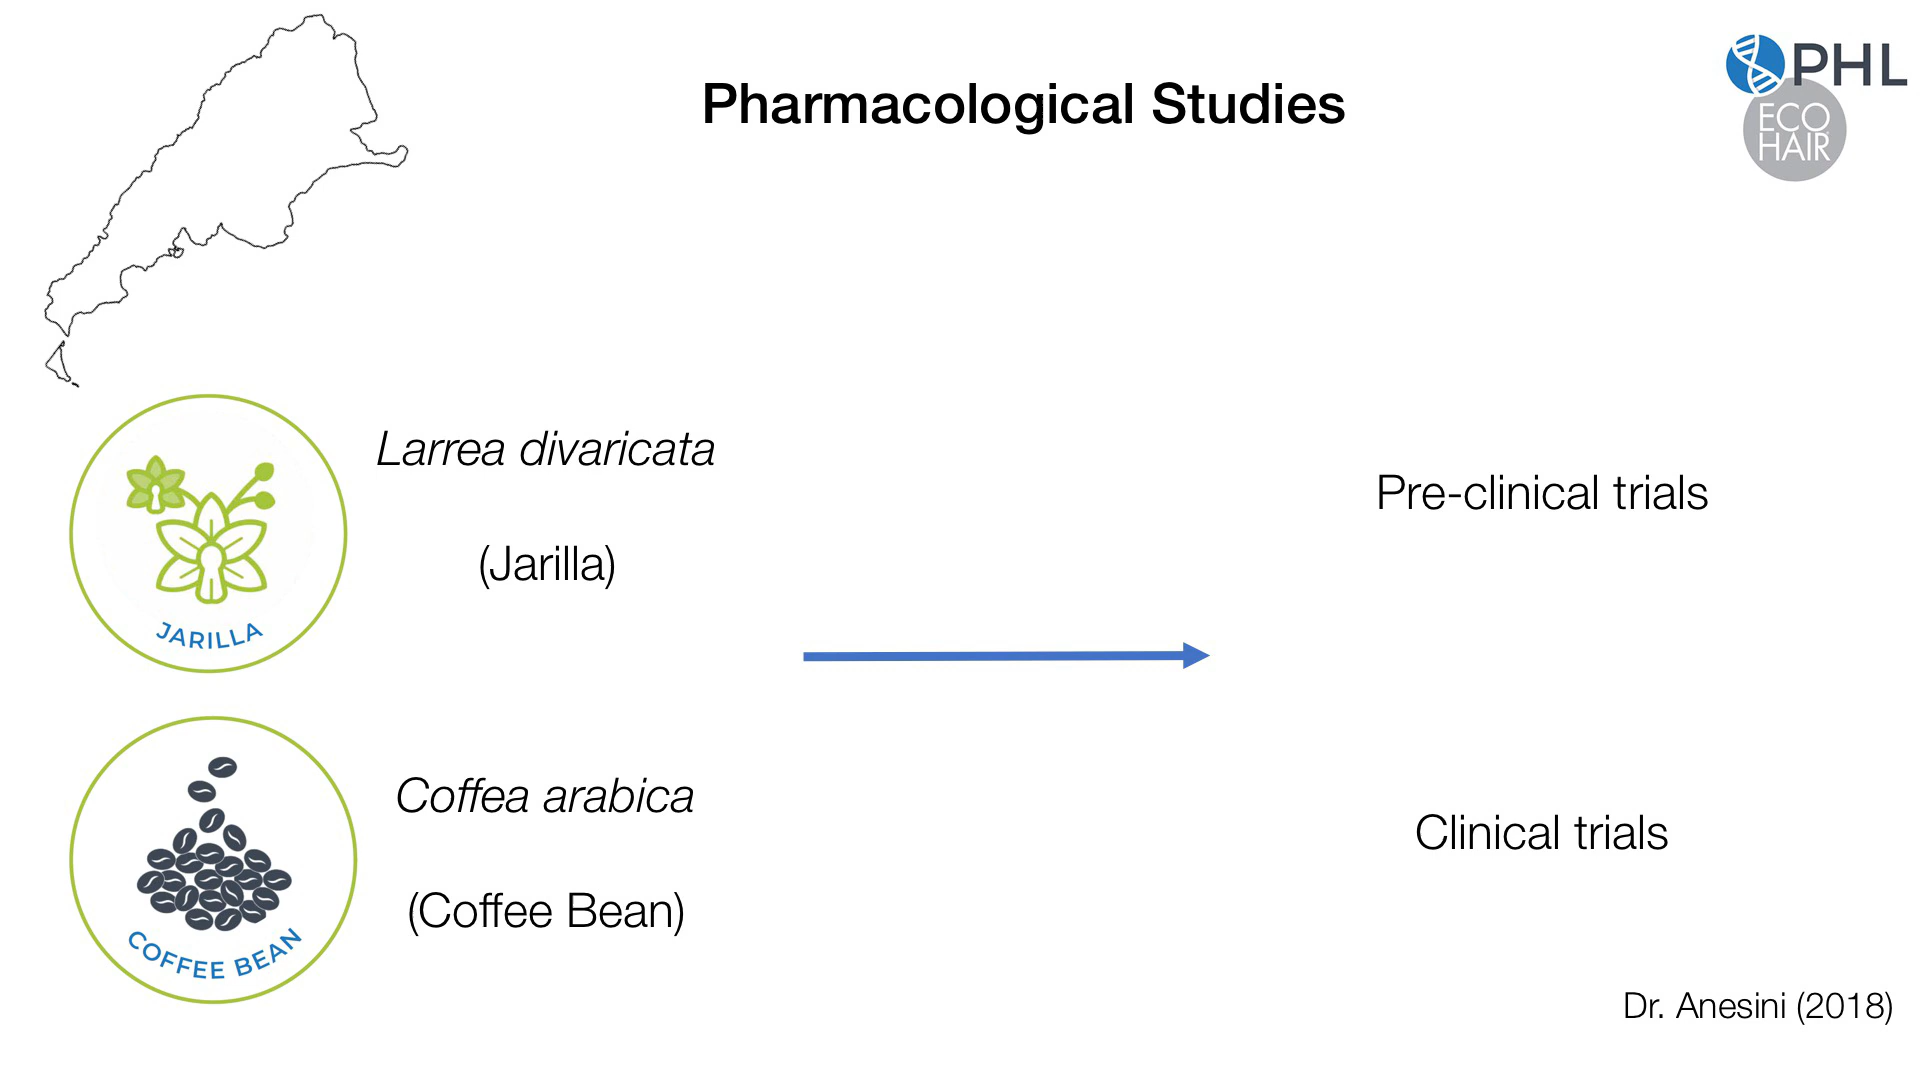 Pharmacological Studies
PHL
ECO
HAIR
Larrea divaricata
(Jarilla)
JARILLA
Pre-clinical trials
Coffea arabica
(Coffee Bean)
COFFEE BEAN
Clinical trials
Dr. Anesini (2018)